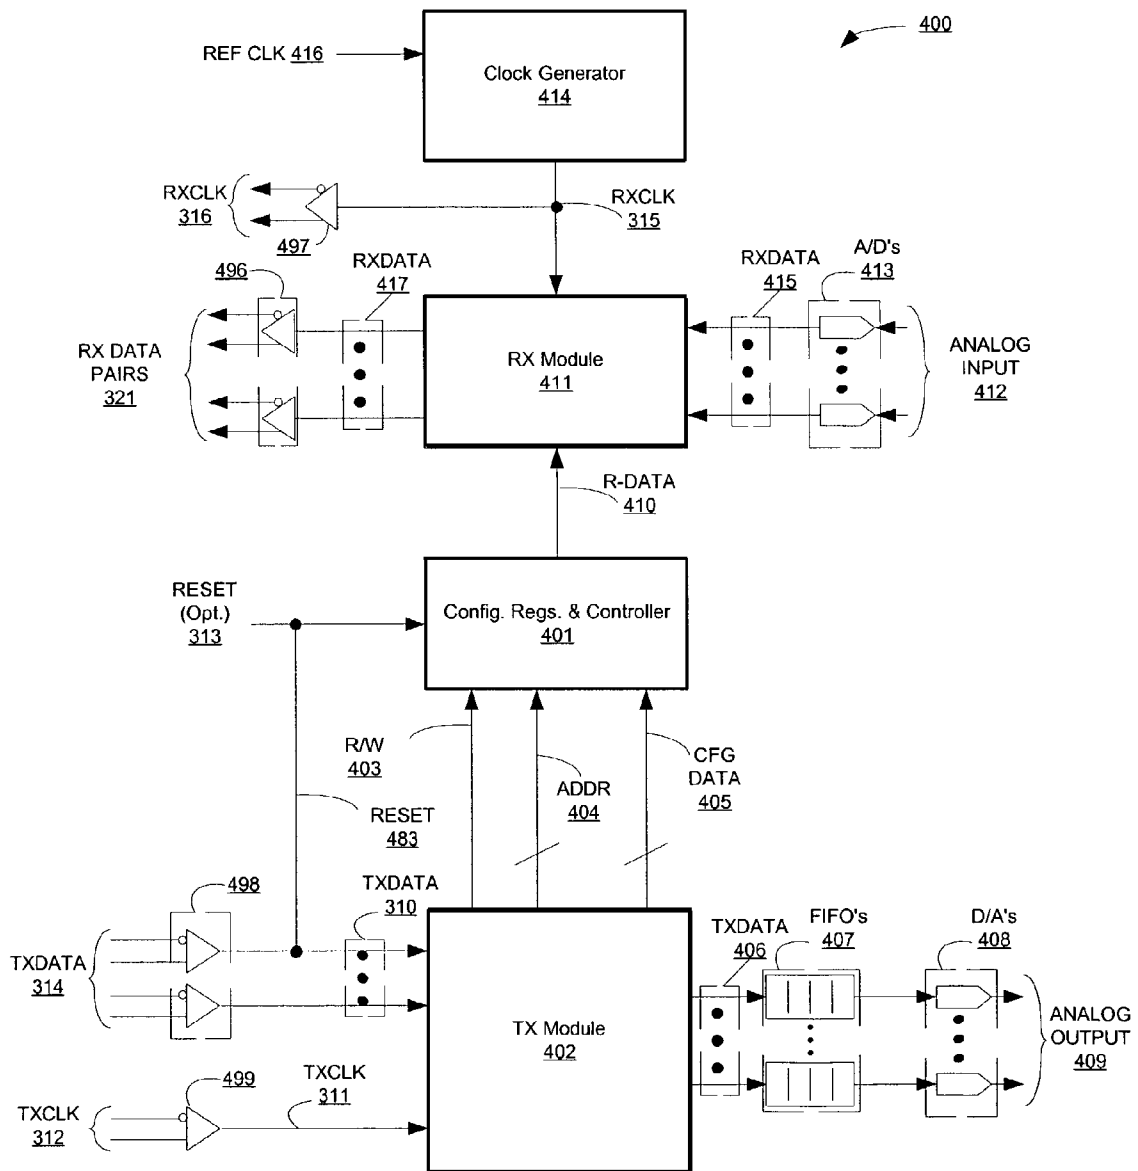 400
REF CLK 416
Clock Generator
414
RXCLK
316
497
RXCLK
315
496
RXDATA
417
RXDATA
415
A/D's
413
RX DATA
PAIRS
321
RX Module
411
ANALOG
INPUT
412
R-DATA
410
RESET
(Opt.)
313
Config. Regs. & Controller
401
R/W
403
ADDR
404
CFG
DATA
405
RESET
483
498
TXDATA
310
TXDATA
314
TX Module
402
TXDATA
406
FIFO's
407
D/A's
408
ANALOG
OUTPUT
409
499
TXCLK
311
TXCLK
312